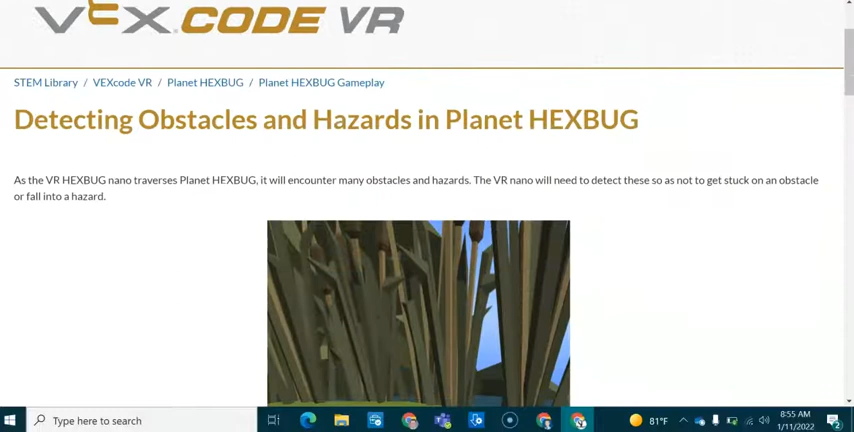 VEX.CODE VR
STEM Library / VEXcode VR / Planet HEXBUG / Planet HEXBUG Gameplay
Detecting Obstacles and Hazards in Planet HEXBUG
As the VR HEXBUG nano traverses Planet HEXBUG, it will encounter many obstacles and hazards. The VR nano will need to detect these so as not to get stuck on an obstacle
or fall into a hazard.
Type here to search
81°F
8:55 AM
1/11/2022
2